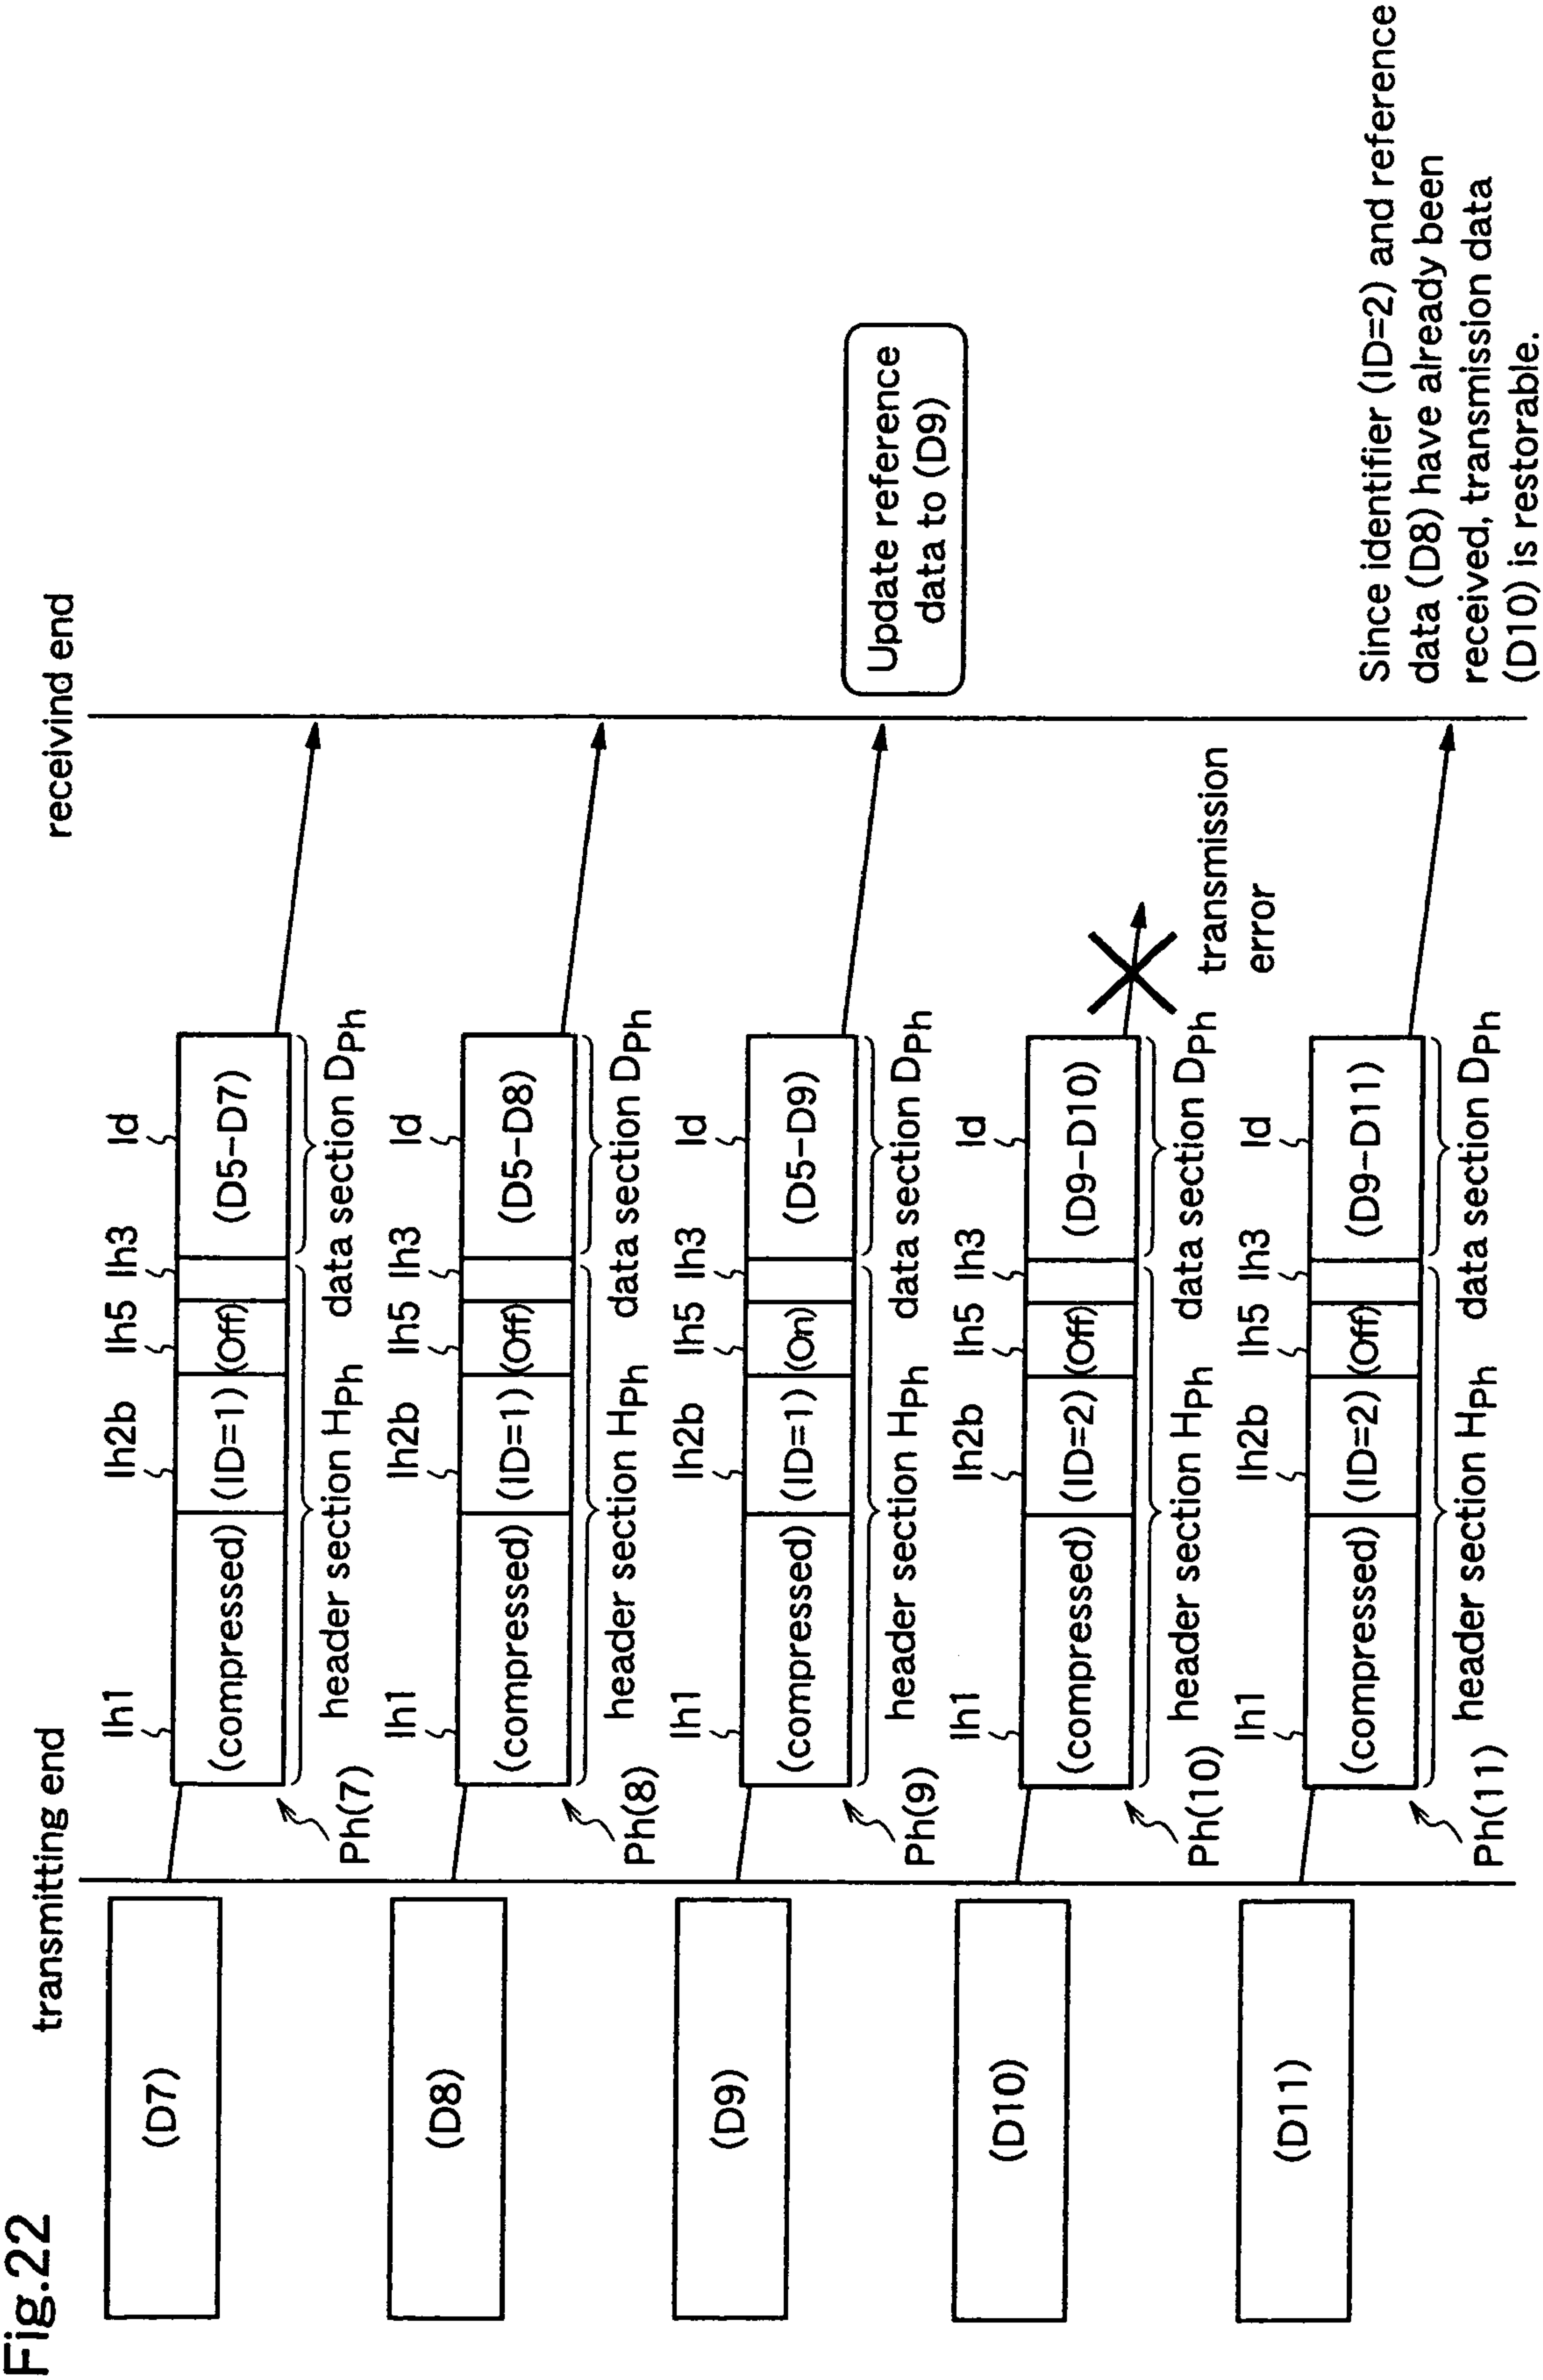 Fig.22
transmitting end
receivind end
(D7)
Ih1
Ih2b
Ih5
Ih3
Id
(compressed)
(ID=1)
(Off)
(D5-D7)
Ph(7)
header section HPh
data section DPh
(D8)
Ih1
Ih2b
Ih5
Ih3
Id
(compressed)
(ID=1)
(Off)
(D5-D8)
Ph(8)
header section HPh
data section DPh
(D9)
Ih1
Ih2b
Ih5
Ih3
Id
(compressed)
(ID=1)
(On)
(D5-D9)
Ph(9)
header section HPh
data section DPh
Update reference
data to (D9)
(D10)
Ih1
Ih2b
Ih5
Ih3
Id
(compressed)
(ID=2)
(Off)
(D9-D10)
Ph(10)
header section HPh
data section DPh
transmission
error
(D11)
Ih1
Ih2b
Ih5
Ih3
Id
(compressed)
(ID=2)
(Off)
(D9-D11)
Ph(11)
header section HPh
data section DPh
Since identifier (ID=2) and reference
data (D8) have already been
received, transmission data
(D10) is restorable.